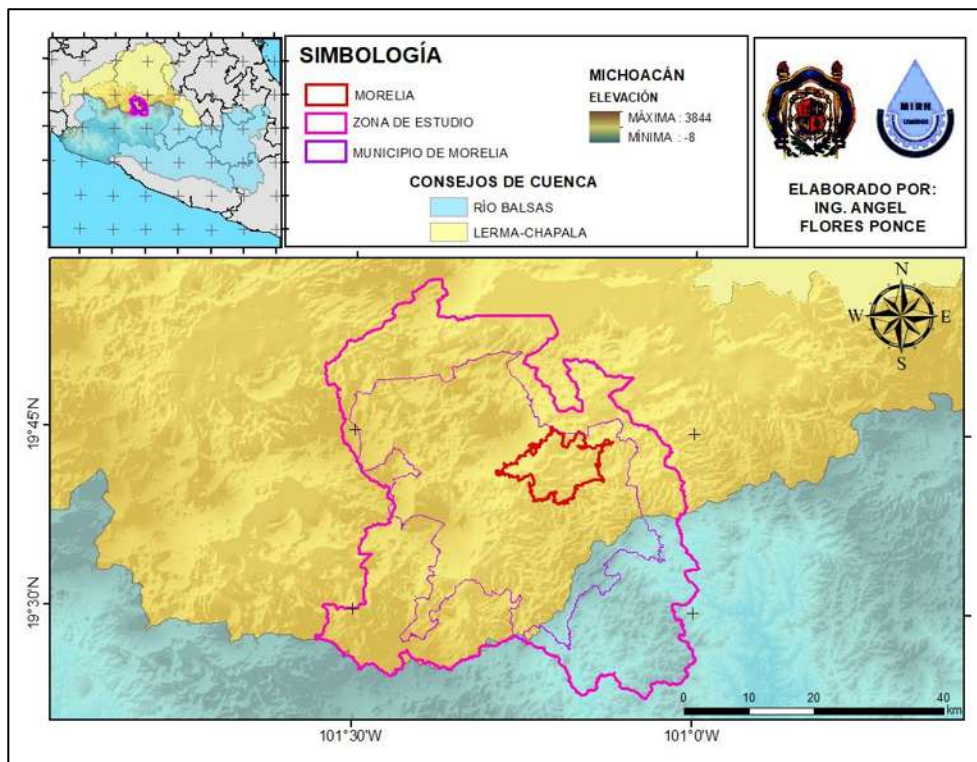 SIMBOLOGÍA
MORELIA
ZONA DE ESTUDIO
MUNICIPIO DE MORELIA
MICHOACÁN
ELEVACIÓN
MÁXIMA : 3844
MÍNIMA : -8
CONSEJOS DE CUENCA
RÍO BALSAS
LERMA-CHAPALA
MIRH
UMSNH
ELABORADO POR:
ING. ANGEL
FLORES PONCE
N
W E
S
19°45'N
19°30'N
0 10 20 40
km
101°30'W 101°0'W